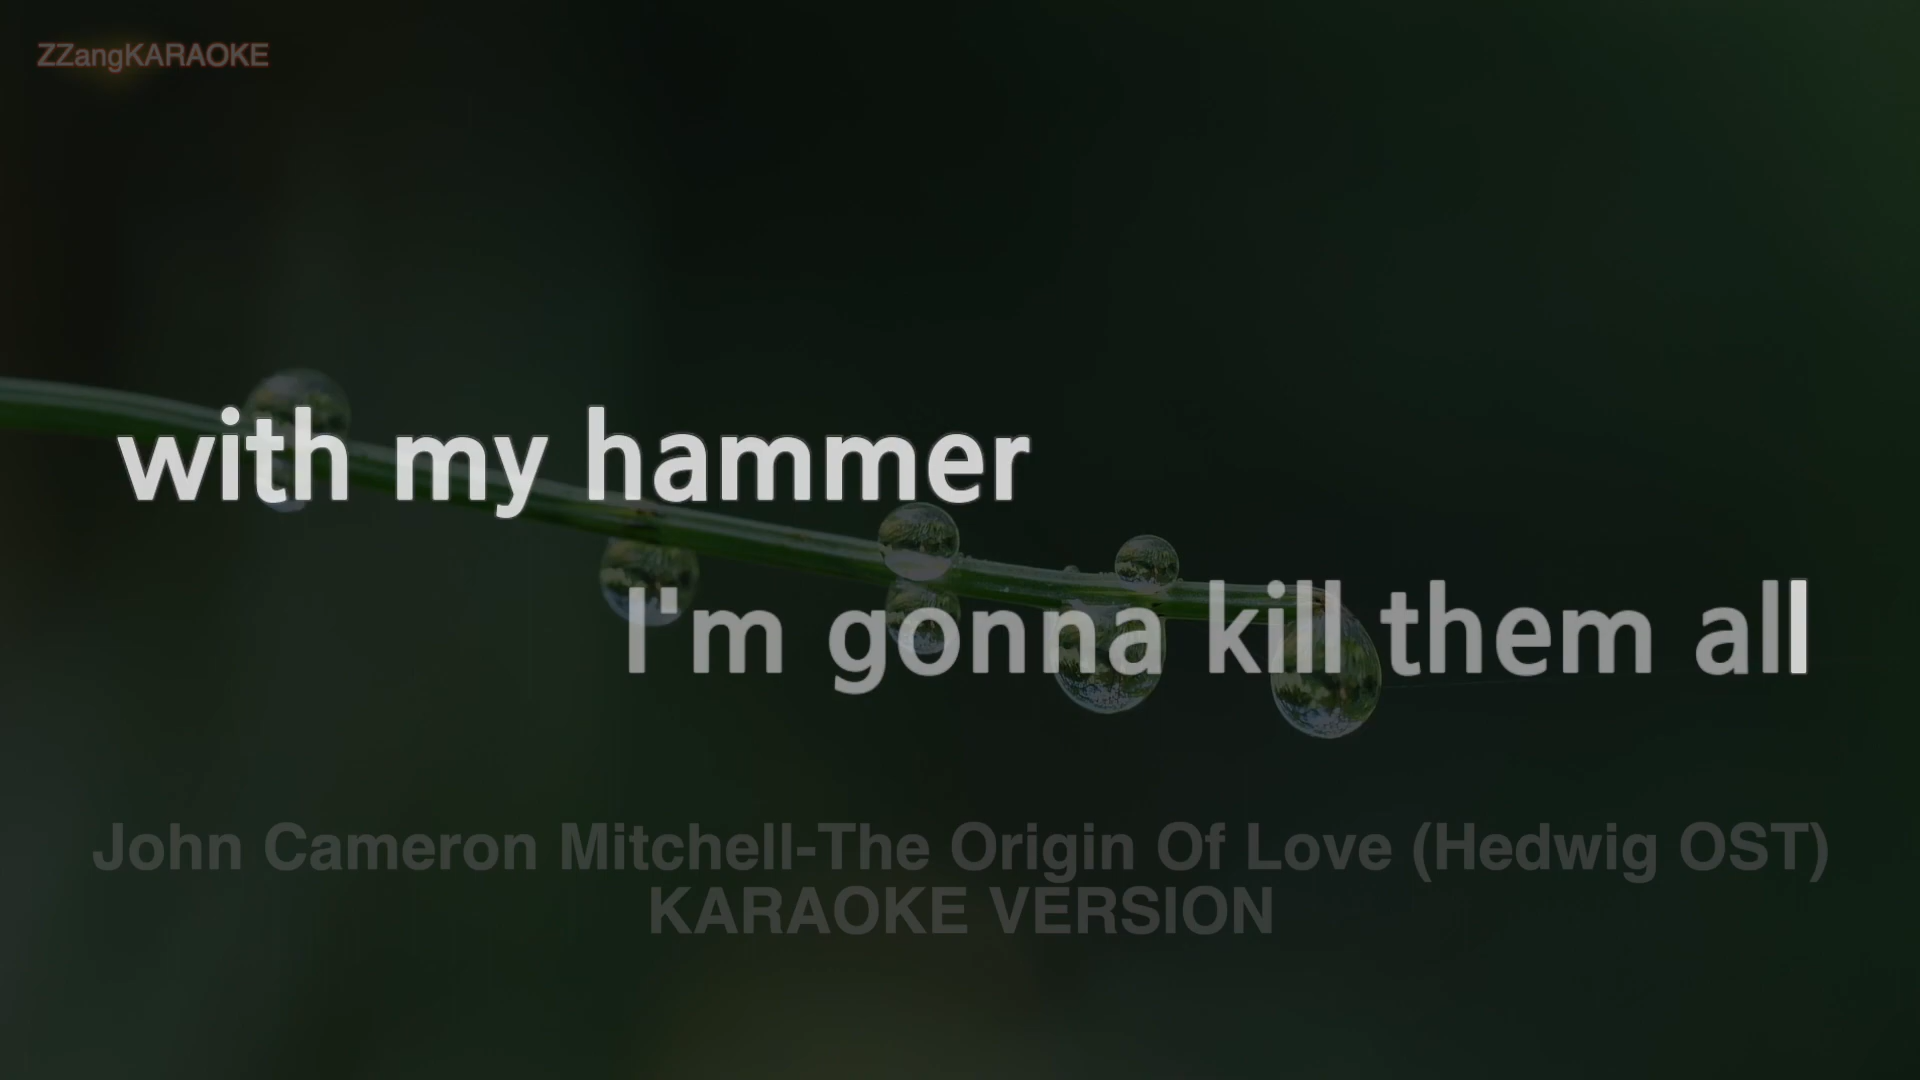 ZZangKARAOKE
with my hammer
I'm gonna kill them all
John Cameron Mitchell-The Origin Of Love (Hedwig OST)
KARAOKE VERSION